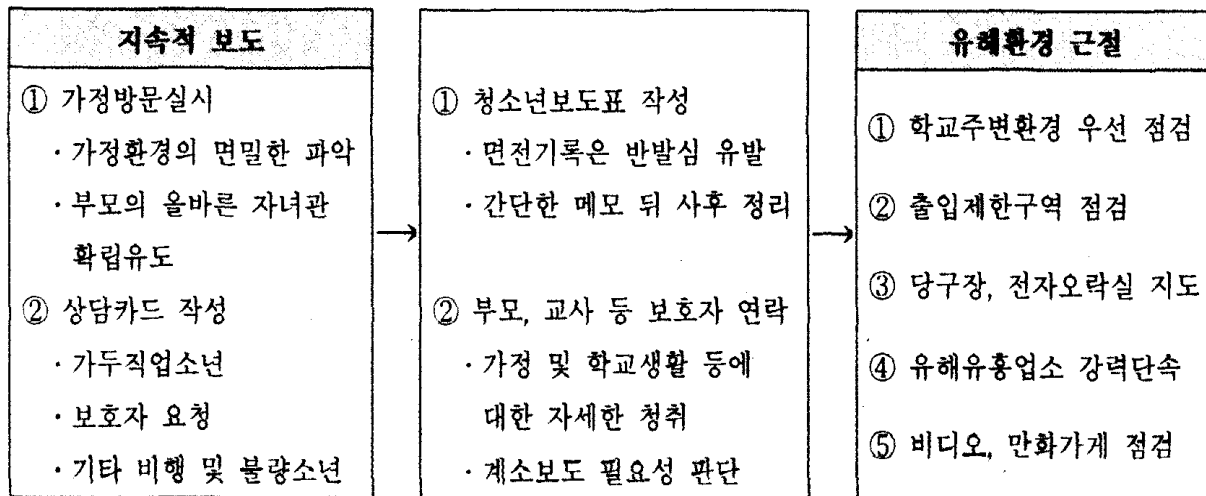 지속적 보도
① 가정방문실시
· 가정환경의 면밀한 파악
· 부모의 올바른 자녀관
확립유도
② 상담카드 작성
· 가두직업소년
· 보호자 요청
· 기타 비행 및 불량소년
→
① 청소년보도표 작성
· 면전기록은 반발심 유발
· 간단한 메모 뒤 사후 정리
② 부모, 교사 등 보호자 연락
· 가정 및 학교생활 등에
대한 자세한 청취
· 계소보도 필요성 판단
→
유해환경 근절
① 학교주변환경 우선 점검
② 출입제한구역 점검
③ 당구장, 전자오락실 지도
④ 유해유흥업소 강력단속
⑤ 비디오, 만화가게 점검